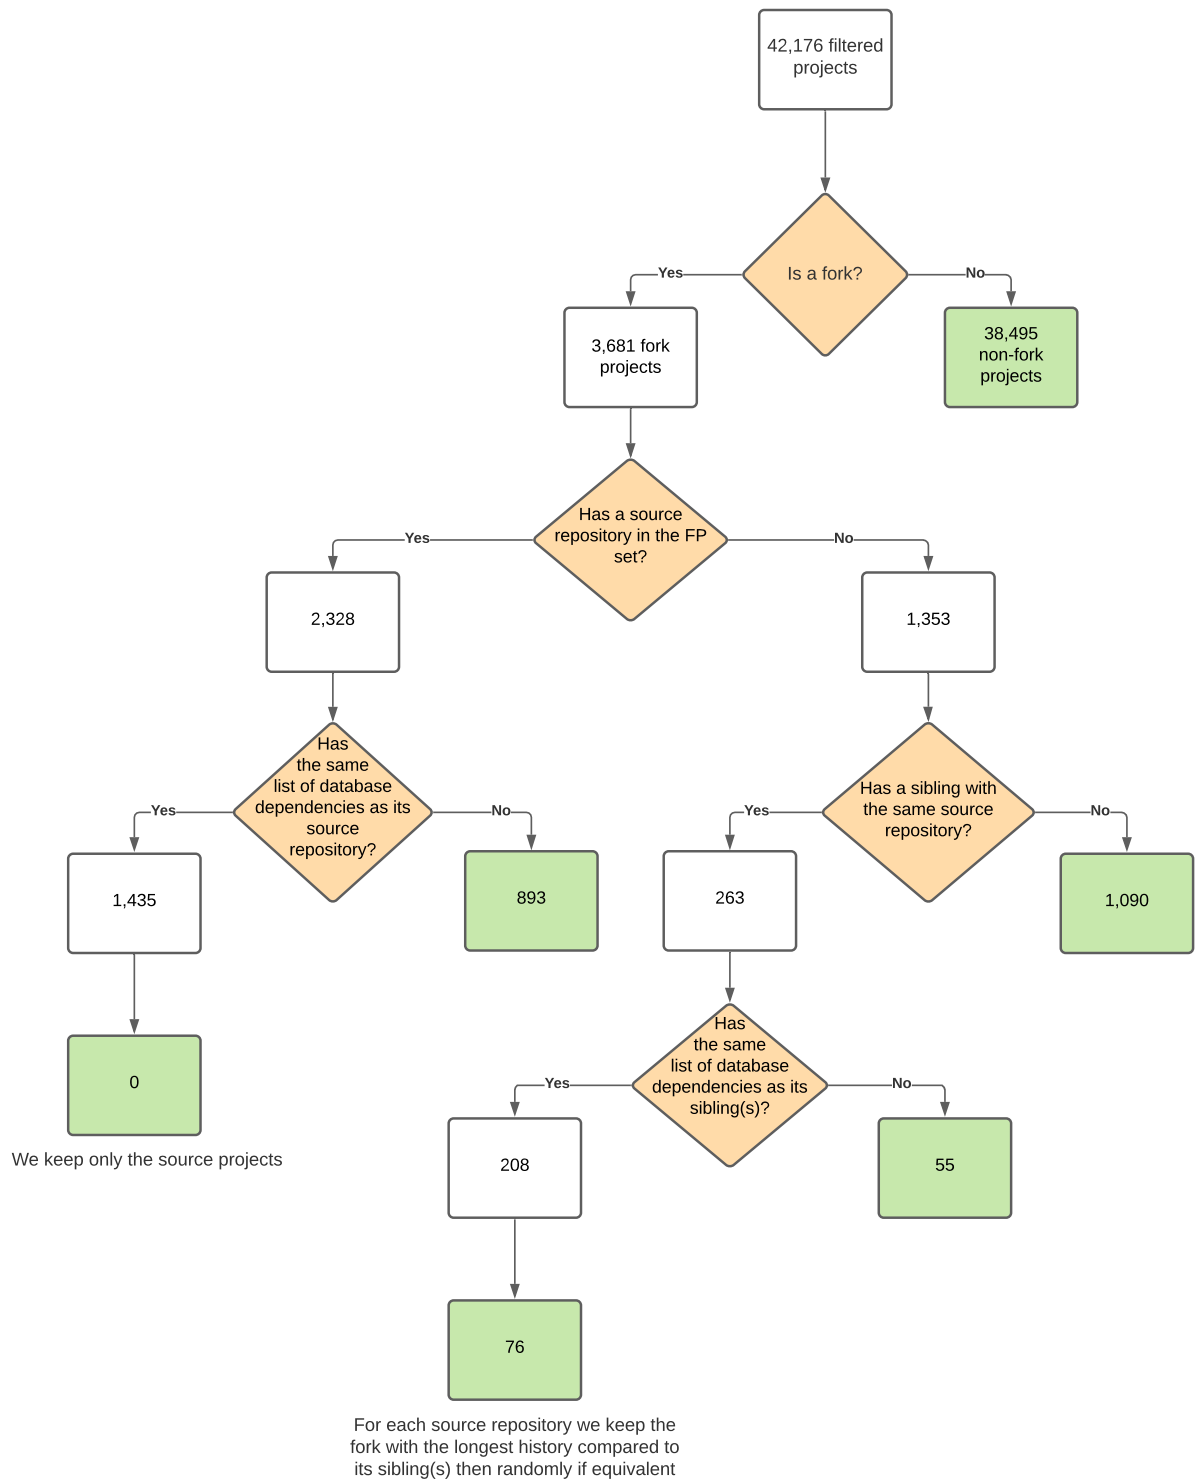 42,176 filtered
projects
Is a fork?
Yes
No
3,681 fork
projects
38,495
non-fork
projects
Has a source
repository in the FP
set?
Yes
No
2,328
1,353
Has
the same
list of database
dependencies as its
source
repository?
Yes
No
Has a sibling with
the same source
repository?
Yes
No
1,435
893
263
1,090
0
We keep only the source projects
Has
the same
list of database
dependencies as its
sibling(s)?
Yes
No
208
55
76
For each source repository we keep the
fork with the longest history compared to
its sibling(s) then randomly if equivalent